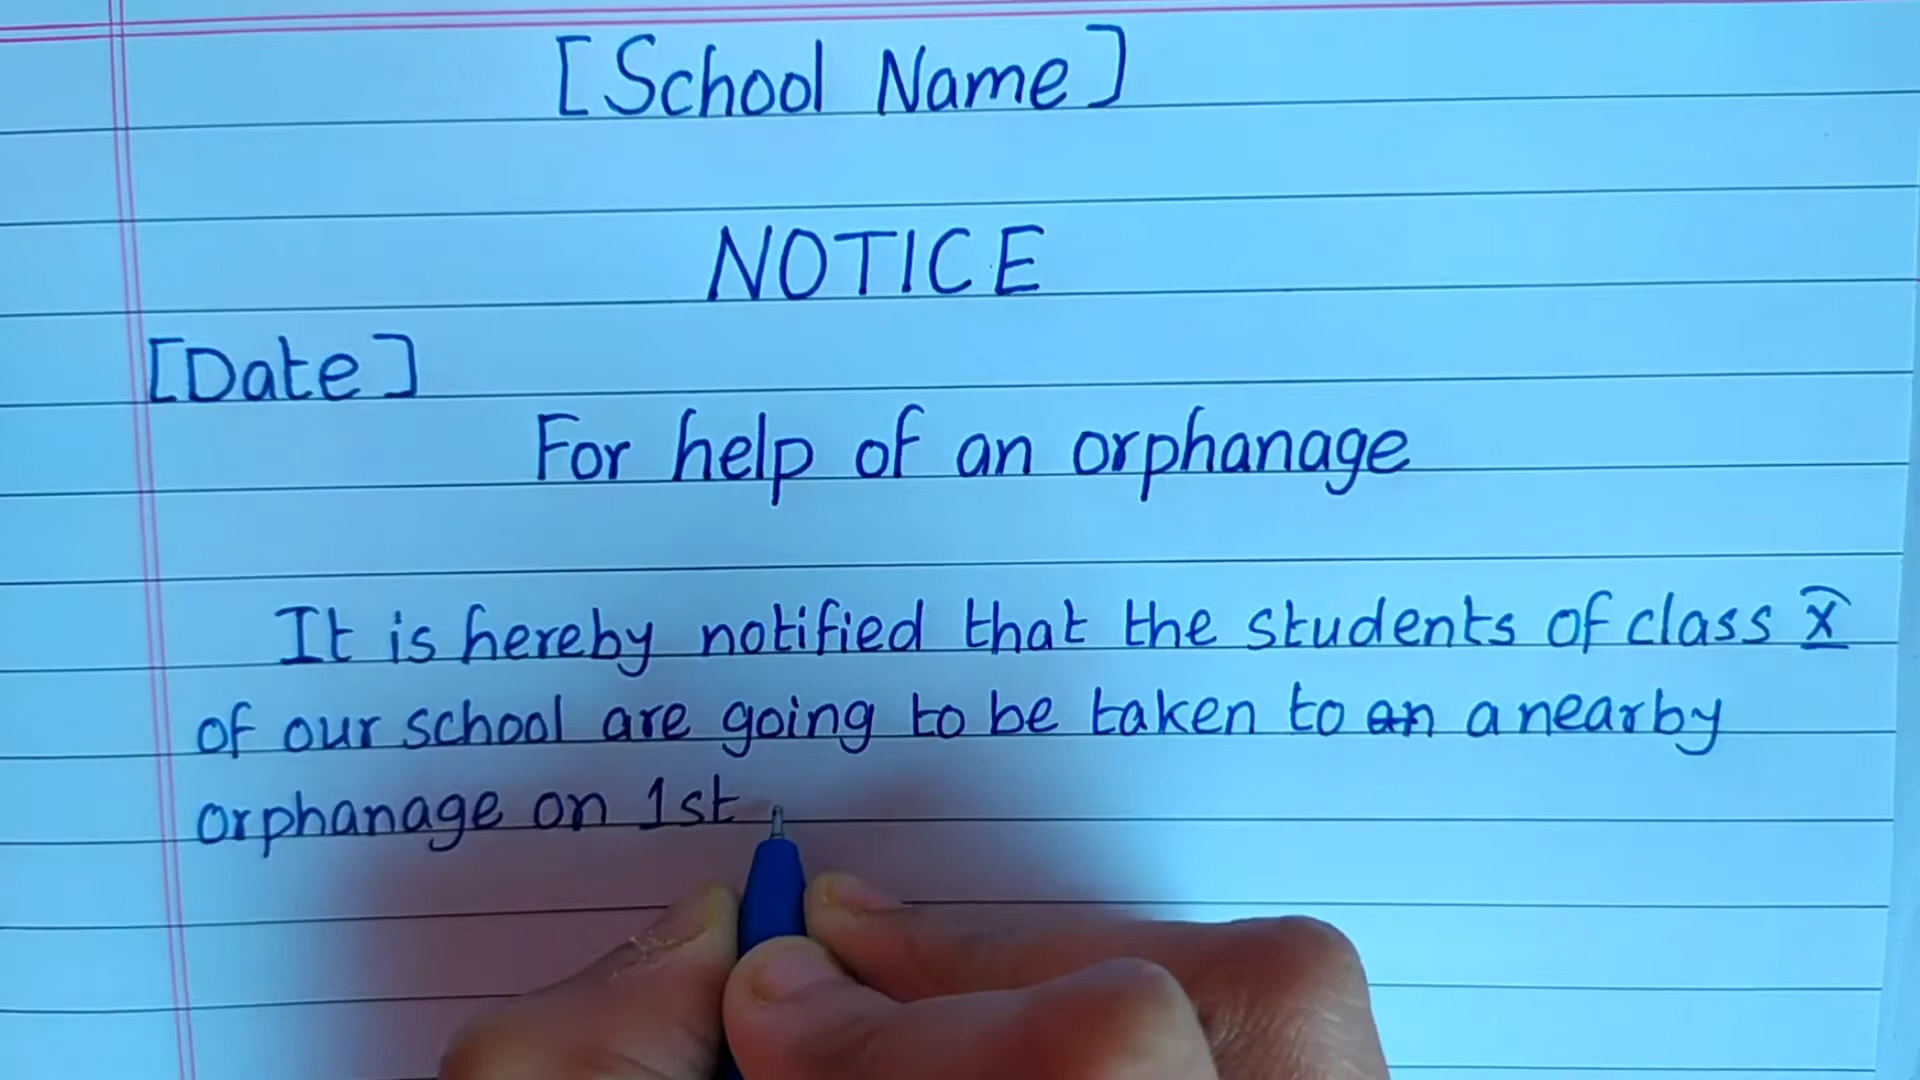 [School Name]
NOTICE
[Date]
For help of an orphanage
It is hereby notified that the students of class X
of our school are going to be taken to an a nearby
orphanage on 1st